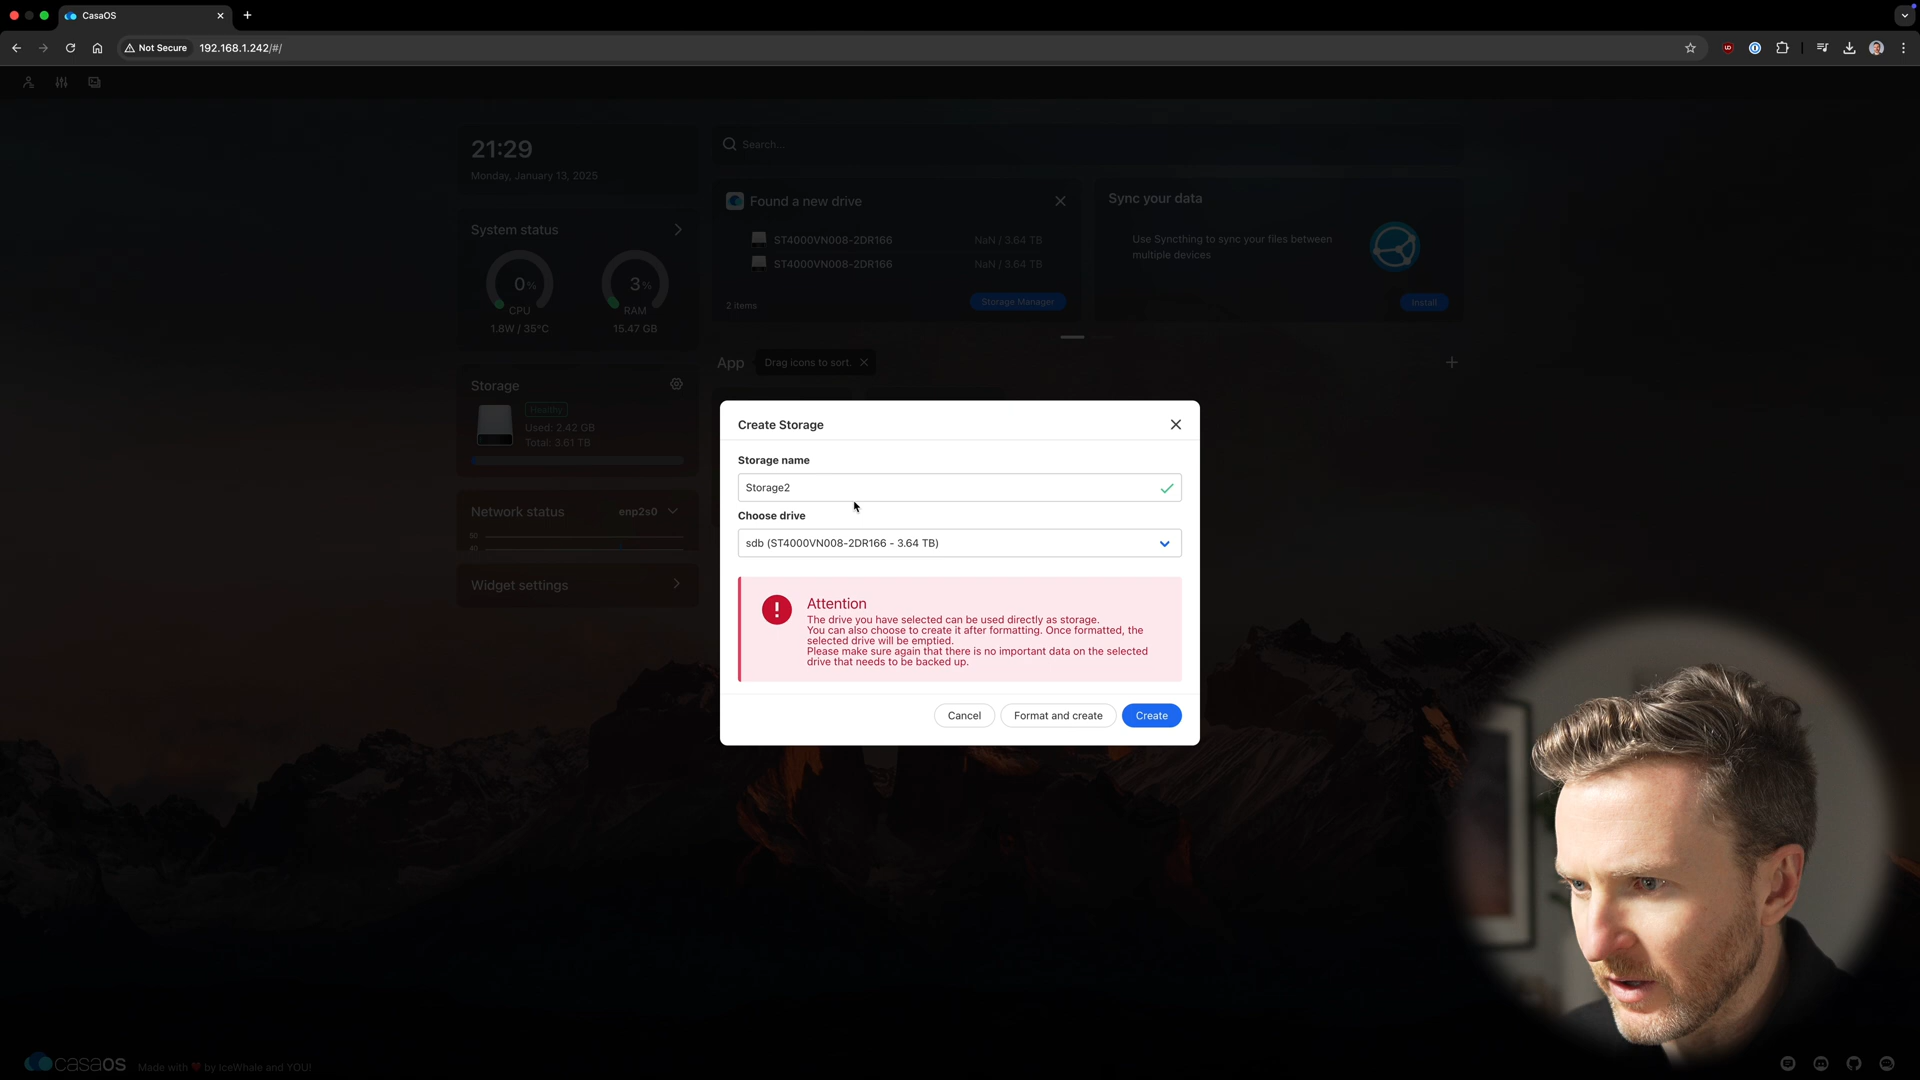 CasaOS
Not Secure
192.168.1.242/#/
21:29
Monday, January 13, 2025
Search...
System status
0%
CPU
1.8W / 35°C
3%
RAM
15.47 GB
Found a new drive
ST4000VN008-2DR166 NaN / 3.64 TB
ST4000VN008-2DR166 NaN / 3.64 TB
2 items
Storage Manager
Sync your data
Use Syncthing to sync your files between
multiple devices
Install
Storage
Healthy
Used: 2.42 GB
Total: 3.61 TB
App
Drag icons to sort.
Network status
enp2s0
50
40
Widget settings
Create Storage
Storage name
Storage2
Choose drive
sdb (ST4000VN008-2DR166 - 3.64 TB)
Attention
The drive you have selected can be used directly as storage.
You can also choose to create it after formatting. Once formatted, the
selected drive will be emptied.
Please make sure again that there is no important data on the selected
drive that needs to be backed up.
Cancel
Format and create
Create
casaOS
Made with ❤ by IceWhale and YOU!